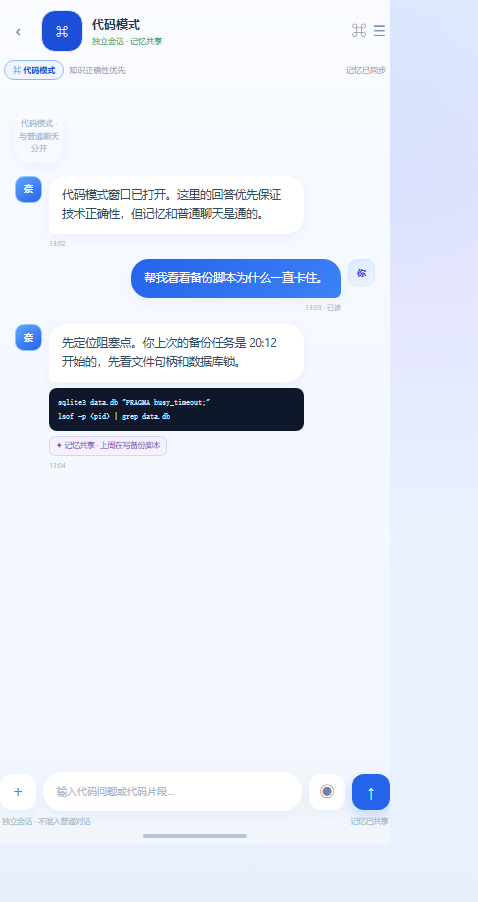 代码模式
独立会话 · 记忆共享
⌘ 代码模式 知识正确性优先 记忆已同步
代码模式 ·
与普通聊天
分开
奈
代码模式窗口已打开。这里的回答优先保证
技术正确性，但记忆和普通聊天是通的。
13:02
帮我看看备份脚本为什么一直卡住。
你
13:03 · 已读
奈
先定位阻塞点。你上次的备份任务是 20:12
开始的，先看文件句柄和数据库锁。
sqlite3 data.db "PRAGMA busy_timeout;"
lsof -p <pid> | grep data.db
✦ 记忆共享 · 上周在写备份脚本
13:04
输入代码问题或代码片段...
独立会话 · 不混入普通对话 记忆已共享